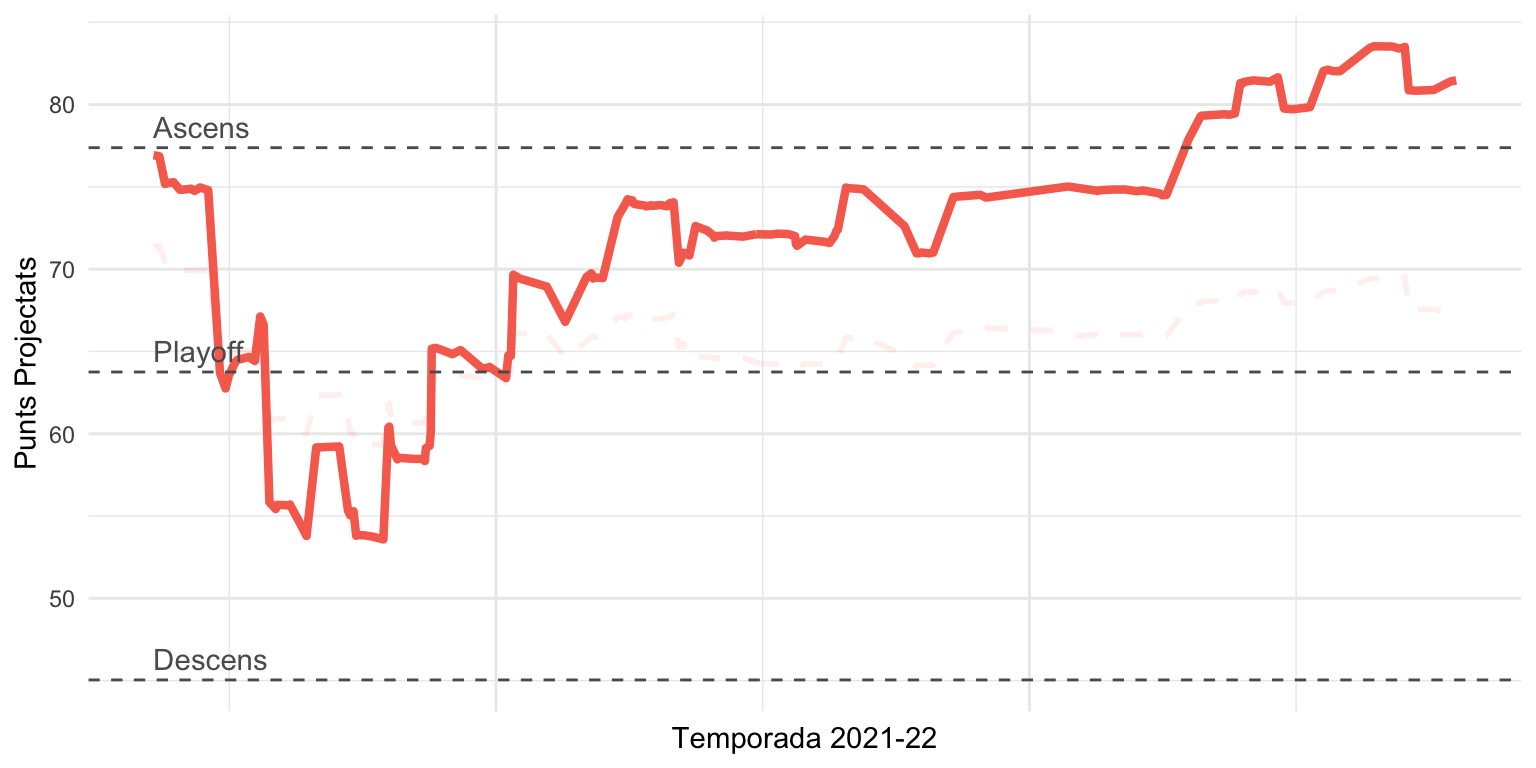 80
70
60
50
Ascens
Playoff
Descens
Punts Projectats
Temporada 2021-22